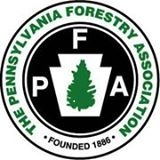 THE PENNSYLVANIA FORESTRY ASSOCIATION
F
P A
• FOUNDED 1886 •